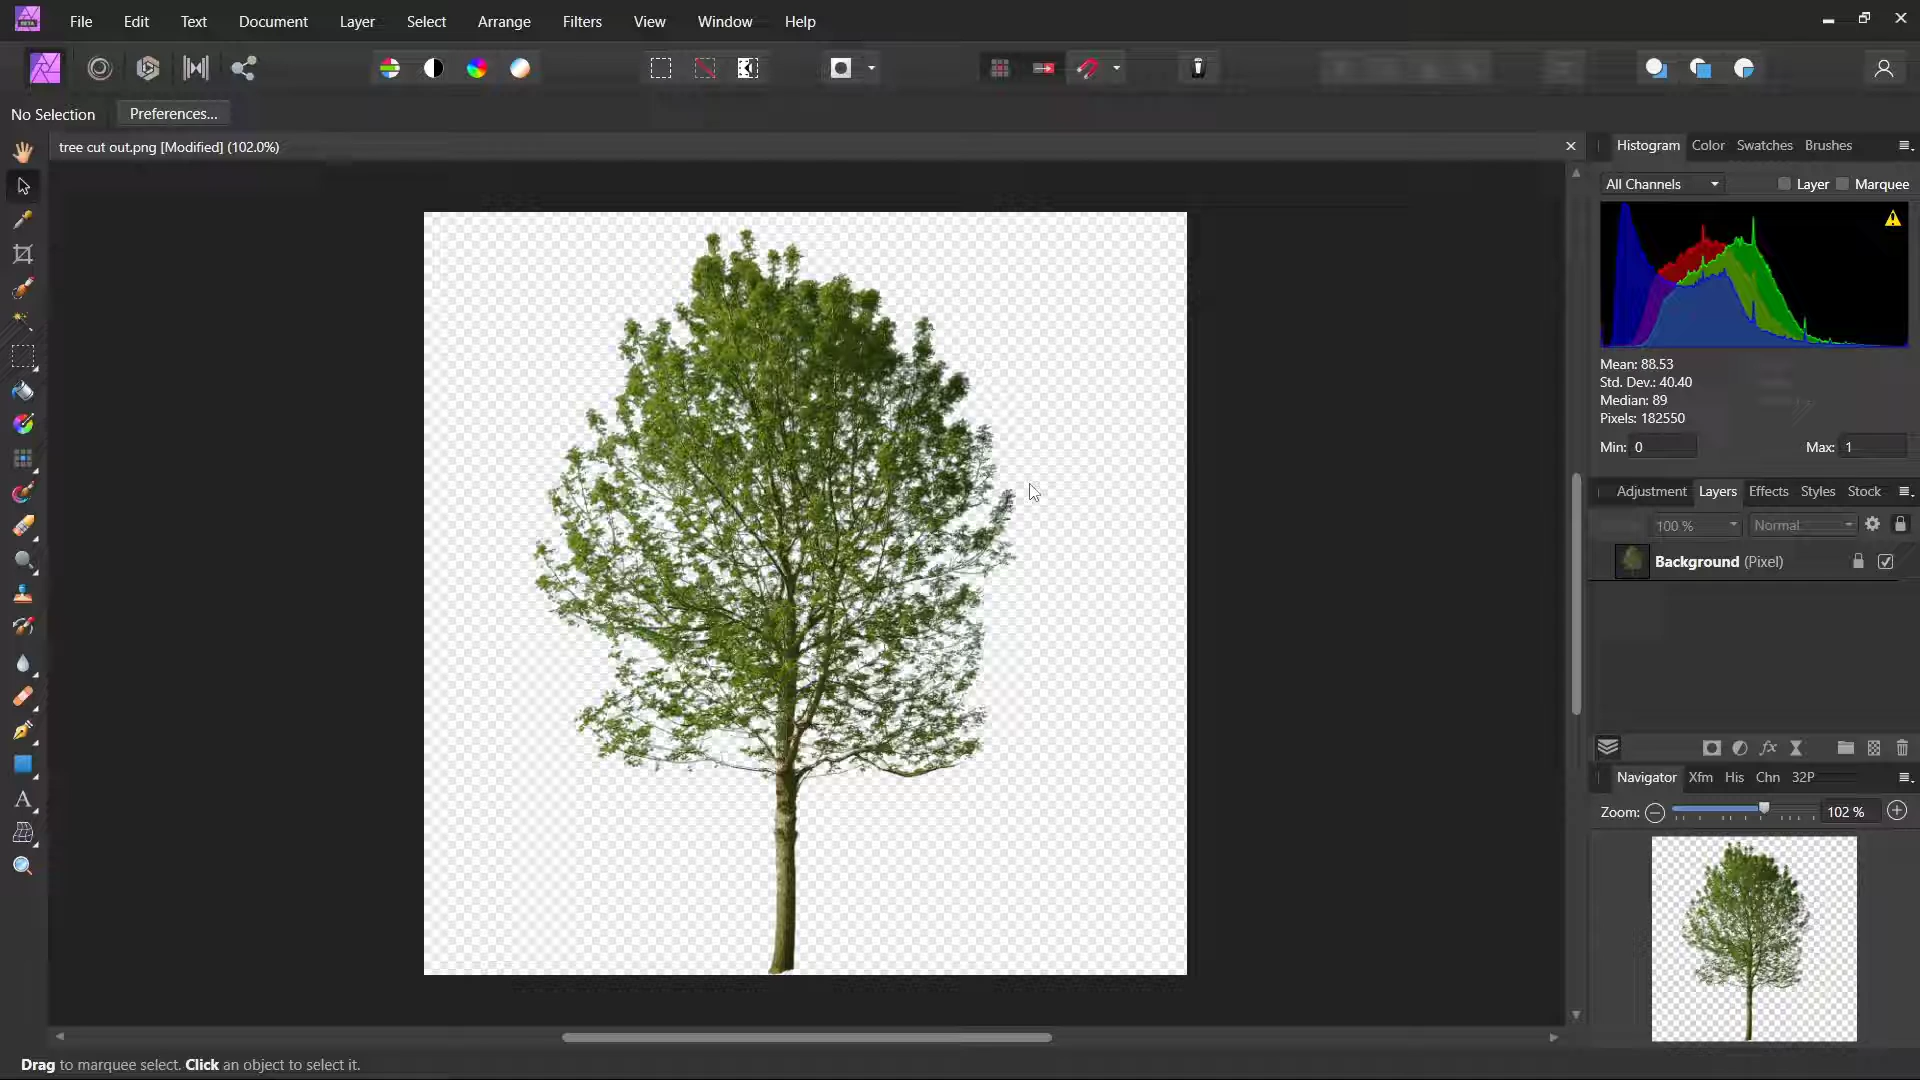 File Edit Text Document Layer Select Arrange Filters View Window Help
No Selection Preferences...
tree cut out.png [Modified] (102.0%)
Histogram Color Swatches Brushes
All Channels Layer Marquee
Mean: 88.53
Std. Dev.: 40.40
Median: 89
Pixels: 182550
Min: 0 Max: 1
Adjustment Layers Effects Styles Stock
100 % Normal
Background (Pixel)
fx
Navigator Xfm His Chn 32P
Zoom: 102 %
Drag to marquee select. Click an object to select it.